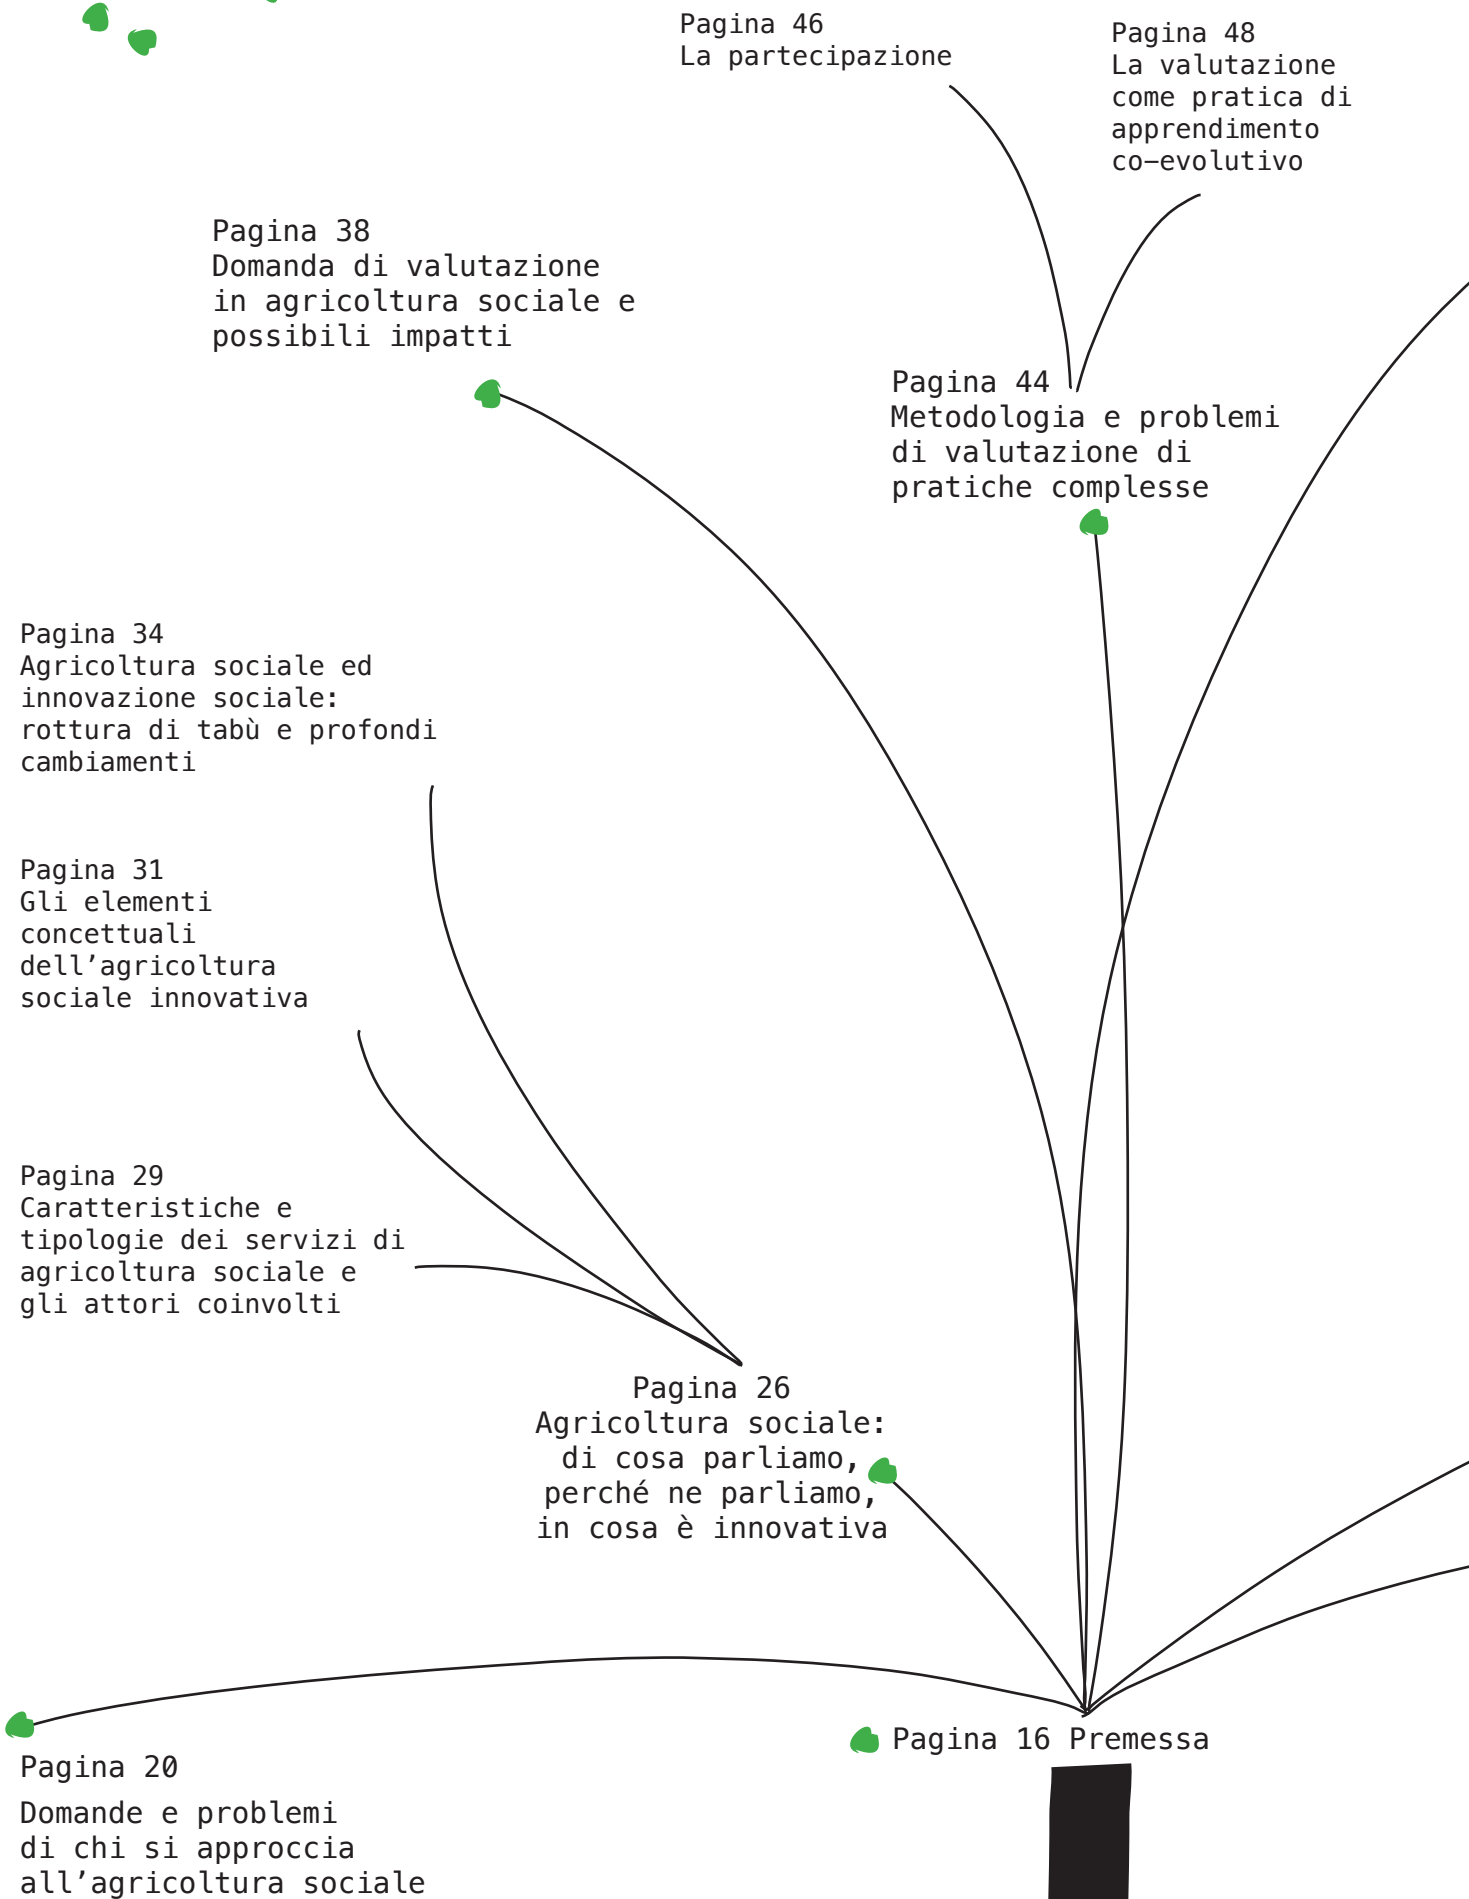 Pagina 46
La partecipazione
Pagina 48
La valutazione
come pratica di
apprendimento
co–evolutivo
Pagina 38
Domanda di valutazione
in agricoltura sociale e
possibili impatti
Pagina 44
Metodologia e problemi
di valutazione di
pratiche complesse
Pagina 34
Agricoltura sociale ed
innovazione sociale:
rottura di tabù e profondi
cambiamenti
Pagina 31
Gli elementi
concettuali
dell’agricoltura
sociale innovativa
Pagina 29
Caratteristiche e
tipologie dei servizi di
agricoltura sociale e
gli attori coinvolti
Pagina 26
Agricoltura sociale:
di cosa parliamo,
perché ne parliamo,
in cosa è innovativa
Pagina 16 Premessa
Pagina 20
Domande e problemi
di chi si approccia
all’agricoltura sociale